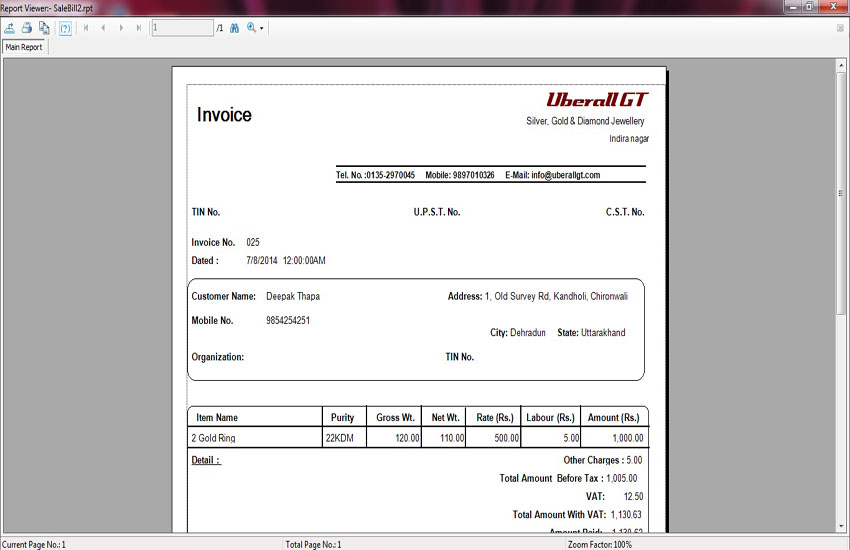 Report Viewer:- SaleBill2.rpt
1 /1
Main Report
Uberall GT
Invoice
Silver, Gold & Diamond Jewellery
Indira nagar
Tel. No. :0135-2970045 Mobile: 9897010326 E-Mail: info@uberallgt.com
TIN No. U.P.S.T. No. C.S.T. No.
Invoice No. 025
Dated : 7/8/2014 12:00:00AM
Customer Name: Deepak Thapa Address: 1, Old Survey Rd, Kandholi, Chironwali
Mobile No. 9854254251
City: Dehradun State: Uttarakhand
Organization: TIN No.
Item Name Purity Gross Wt. Net Wt. Rate (Rs.) Labour (Rs.) Amount (Rs.)
2 Gold Ring 22KDM 120.00 110.00 500.00 5.00 1,000.00
Detail : Other Charges : 5.00
Total Amount Before Tax : 1,005.00
VAT: 12.50
Total Amount With VAT: 1,130.63
Amount Paid: 1,130.63
Current Page No.: 1 Total Page No.: 1 Zoom Factor: 100%